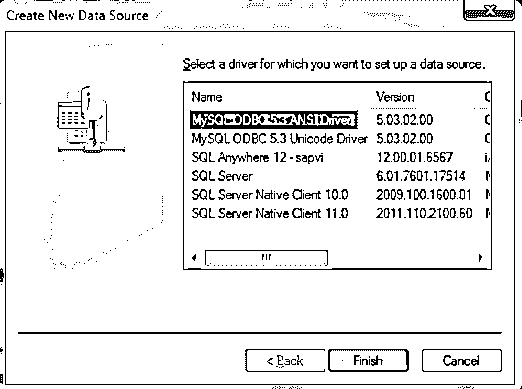 Create New Data Source
Select a driver for which you want to set up a data source.
Name Version
MySQL ODBC 5.3 ANSI Driver 5.03.02.00
MySQL ODBC 5.3 Unicode Driver 5.03.02.00
SQL Anywhere 12 - sapvi 12.00.01.6567
SQL Server 6.01.7601.17514
SQL Server Native Client 10.0 2009.100.1600.01
SQL Server Native Client 11.0 2011.110.2100.60
< Back Finish Cancel